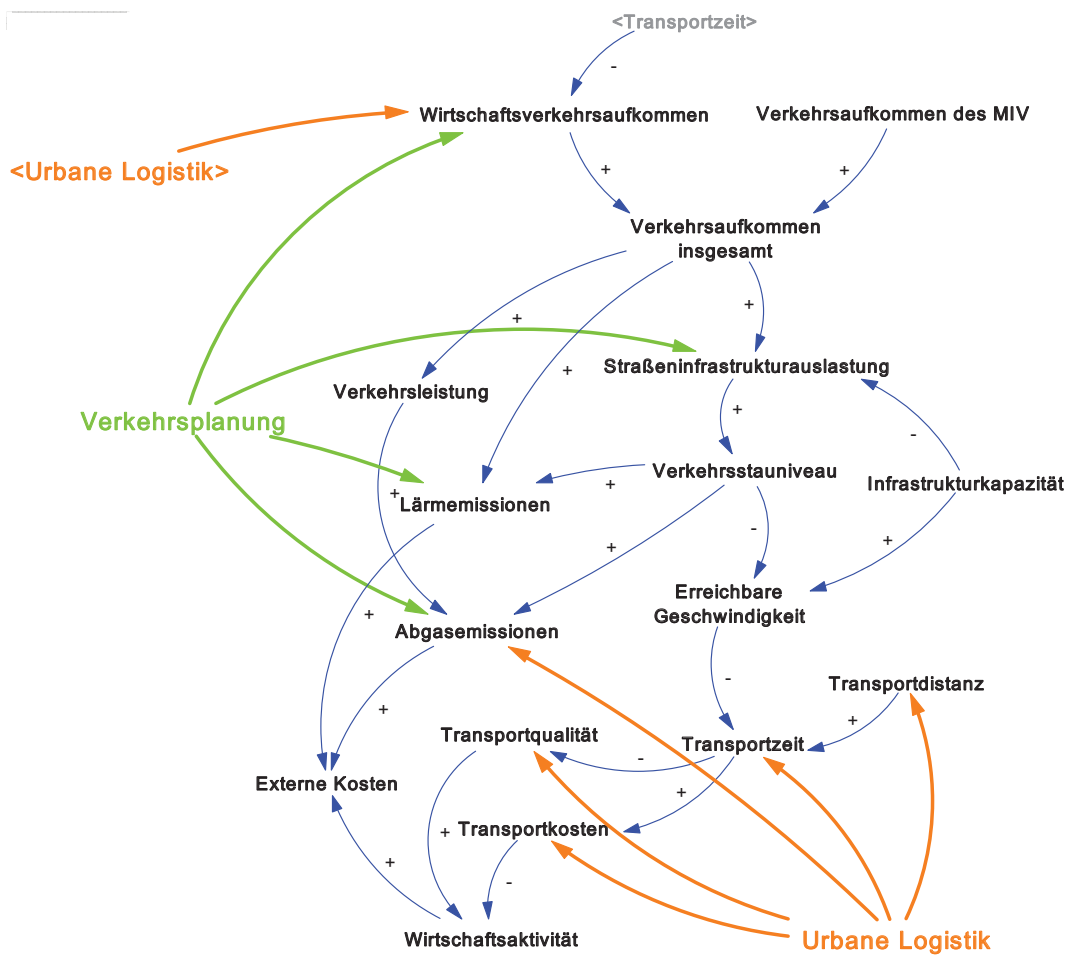 <Transportzeit>
-
Wirtschaftsverkehrsaufkommen
Verkehrsaufkommen des MIV
<Urbane Logistik>
+
+
Verkehrsaufkommen
insgesamt
+
+
Straßeninfrastrukturauslastung
+
Verkehrsleistung
+
Verkehrsplanung
-
Verkehrsstauniveau
Infrastrukturkapazität
+
+
Lärmemissionen
-
+
+
Erreichbare
Geschwindigkeit
+
Abgasemissionen
-
Transportdistanz
+
+
Transportqualität
Transportzeit
-
Externe Kosten
+
Transportkosten
+
+
-
Wirtschaftsaktivität
Urbane Logistik